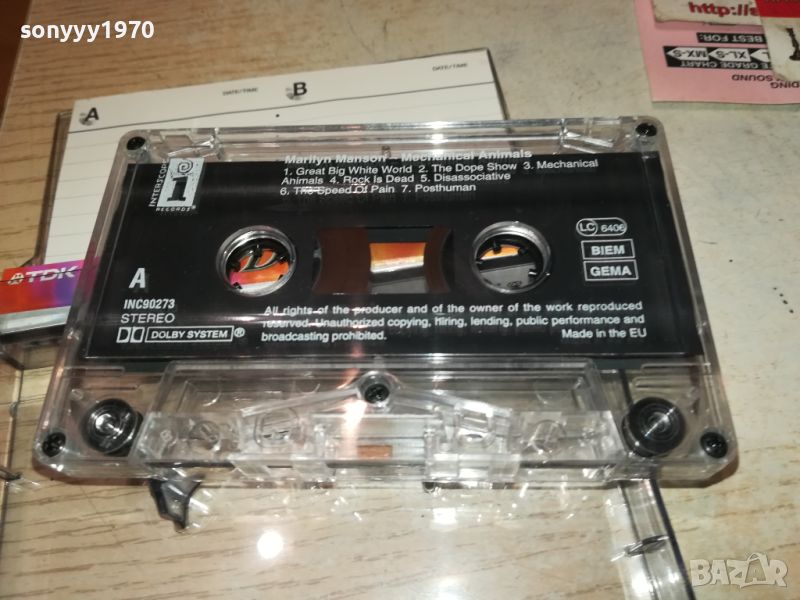 sonyyy1970
http://s
BEST FOR:
XL-S MX-S
E GRADE CHART
DING
SOUND
A
DATE/TIME
B
DATE/TIME
TDK
INTERSCOPE
RECORDS
Marilyn Manson – Mechanical Animals
1. Great Big White World 2. The Dope Show 3. Mechanical
Animals 4. Rock Is Dead 5. Disassociative
6. The Speed Of Pain 7. Posthuman
LC 6406
BIEM
GEMA
A
INC90273
STEREO
DOLBY SYSTEM®
All rights of the producer and of the owner of the work reproduced
reserved. Unauthorized copying, hiring, lending, public performance and
broadcasting prohibited.
Made in the EU
BAZAR